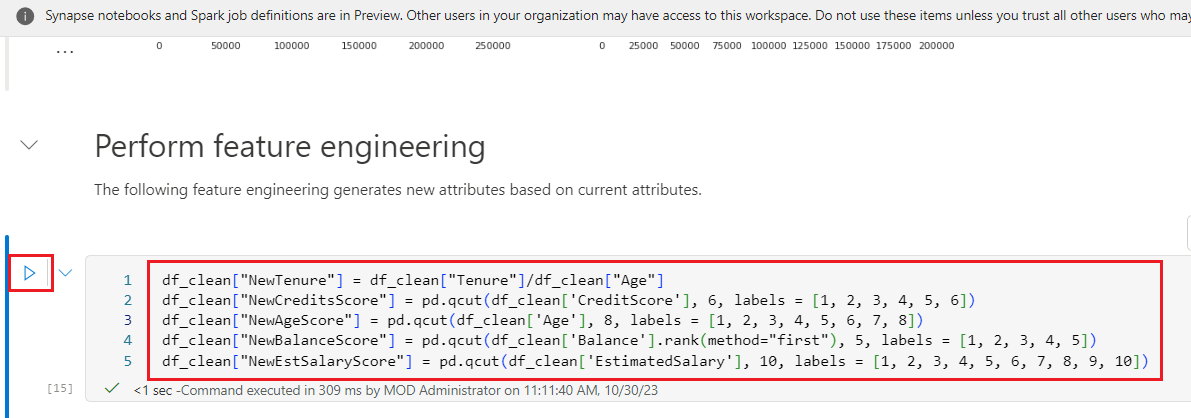 Synapse notebooks and Spark job definitions are in Preview. Other users in your organization may have access to this workspace. Do not use these items unless you trust all other users who may
... 0 50000 100000 150000 200000 250000 0 25000 50000 75000 100000 125000 150000 175000 200000
Perform feature engineering
The following feature engineering generates new attributes based on current attributes.
1 df_clean["NewTenure"] = df_clean["Tenure"]/df_clean["Age"]
2 df_clean["NewCreditsScore"] = pd.qcut(df_clean['CreditScore'], 6, labels = [1, 2, 3, 4, 5, 6])
3 df_clean["NewAgeScore"] = pd.qcut(df_clean['Age'], 8, labels = [1, 2, 3, 4, 5, 6, 7, 8])
4 df_clean["NewBalanceScore"] = pd.qcut(df_clean['Balance'].rank(method="first"), 5, labels = [1, 2, 3, 4, 5])
5 df_clean["NewEstSalaryScore"] = pd.qcut(df_clean['EstimatedSalary'], 10, labels = [1, 2, 3, 4, 5, 6, 7, 8, 9, 10])
[15] <1 sec -Command executed in 309 ms by MOD Administrator on 11:11:40 AM, 10/30/23